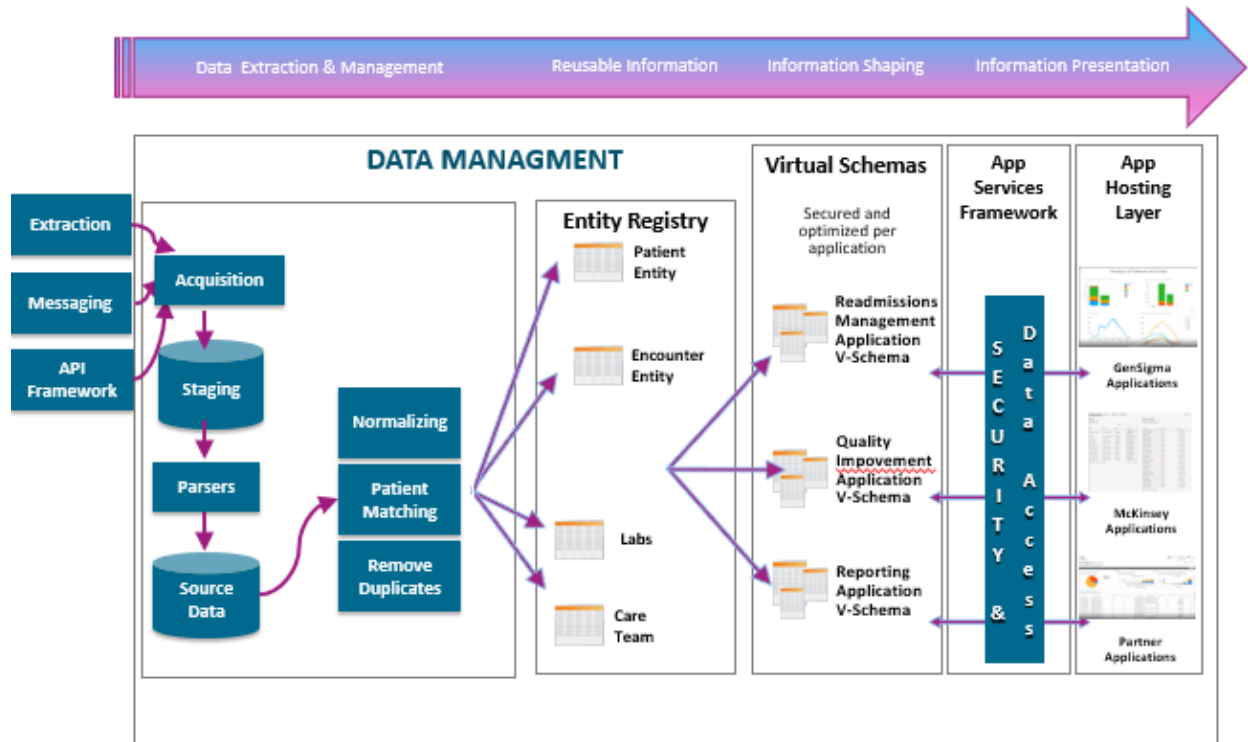 Data Extraction & Management
Reusable Information
Information Shaping
Information Presentation
DATA MANAGMENT
Extraction
Messaging
API
Framework
Acquisition
Staging
Parsers
Source
Data
Normalizing
Patient
Matching
Remove
Duplicates
Entity Registry
Patient
Entity
Encounter
Entity
Labs
Care
Team
Virtual Schemas
Secured and
optimized per
application
Readmissions
Management
Application
V-Schema
Quality
Impovement
Application
V-Schema
Reporting
Application
V-Schema
App
Services
Framework
SECURITY &
Data Access
App
Hosting
Layer
GenSigma
Applications
McKinsey
Applications
Partner
Applications